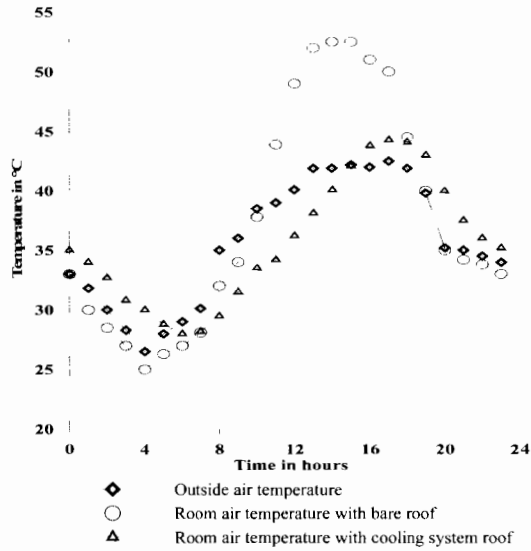 55
50
45
40
35
30
25
20
Temperature in °C
0 4 8 12 16 20 24
Time in hours
Outside air temperature
Room air temperature with bare roof
Room air temperature with cooling system roof